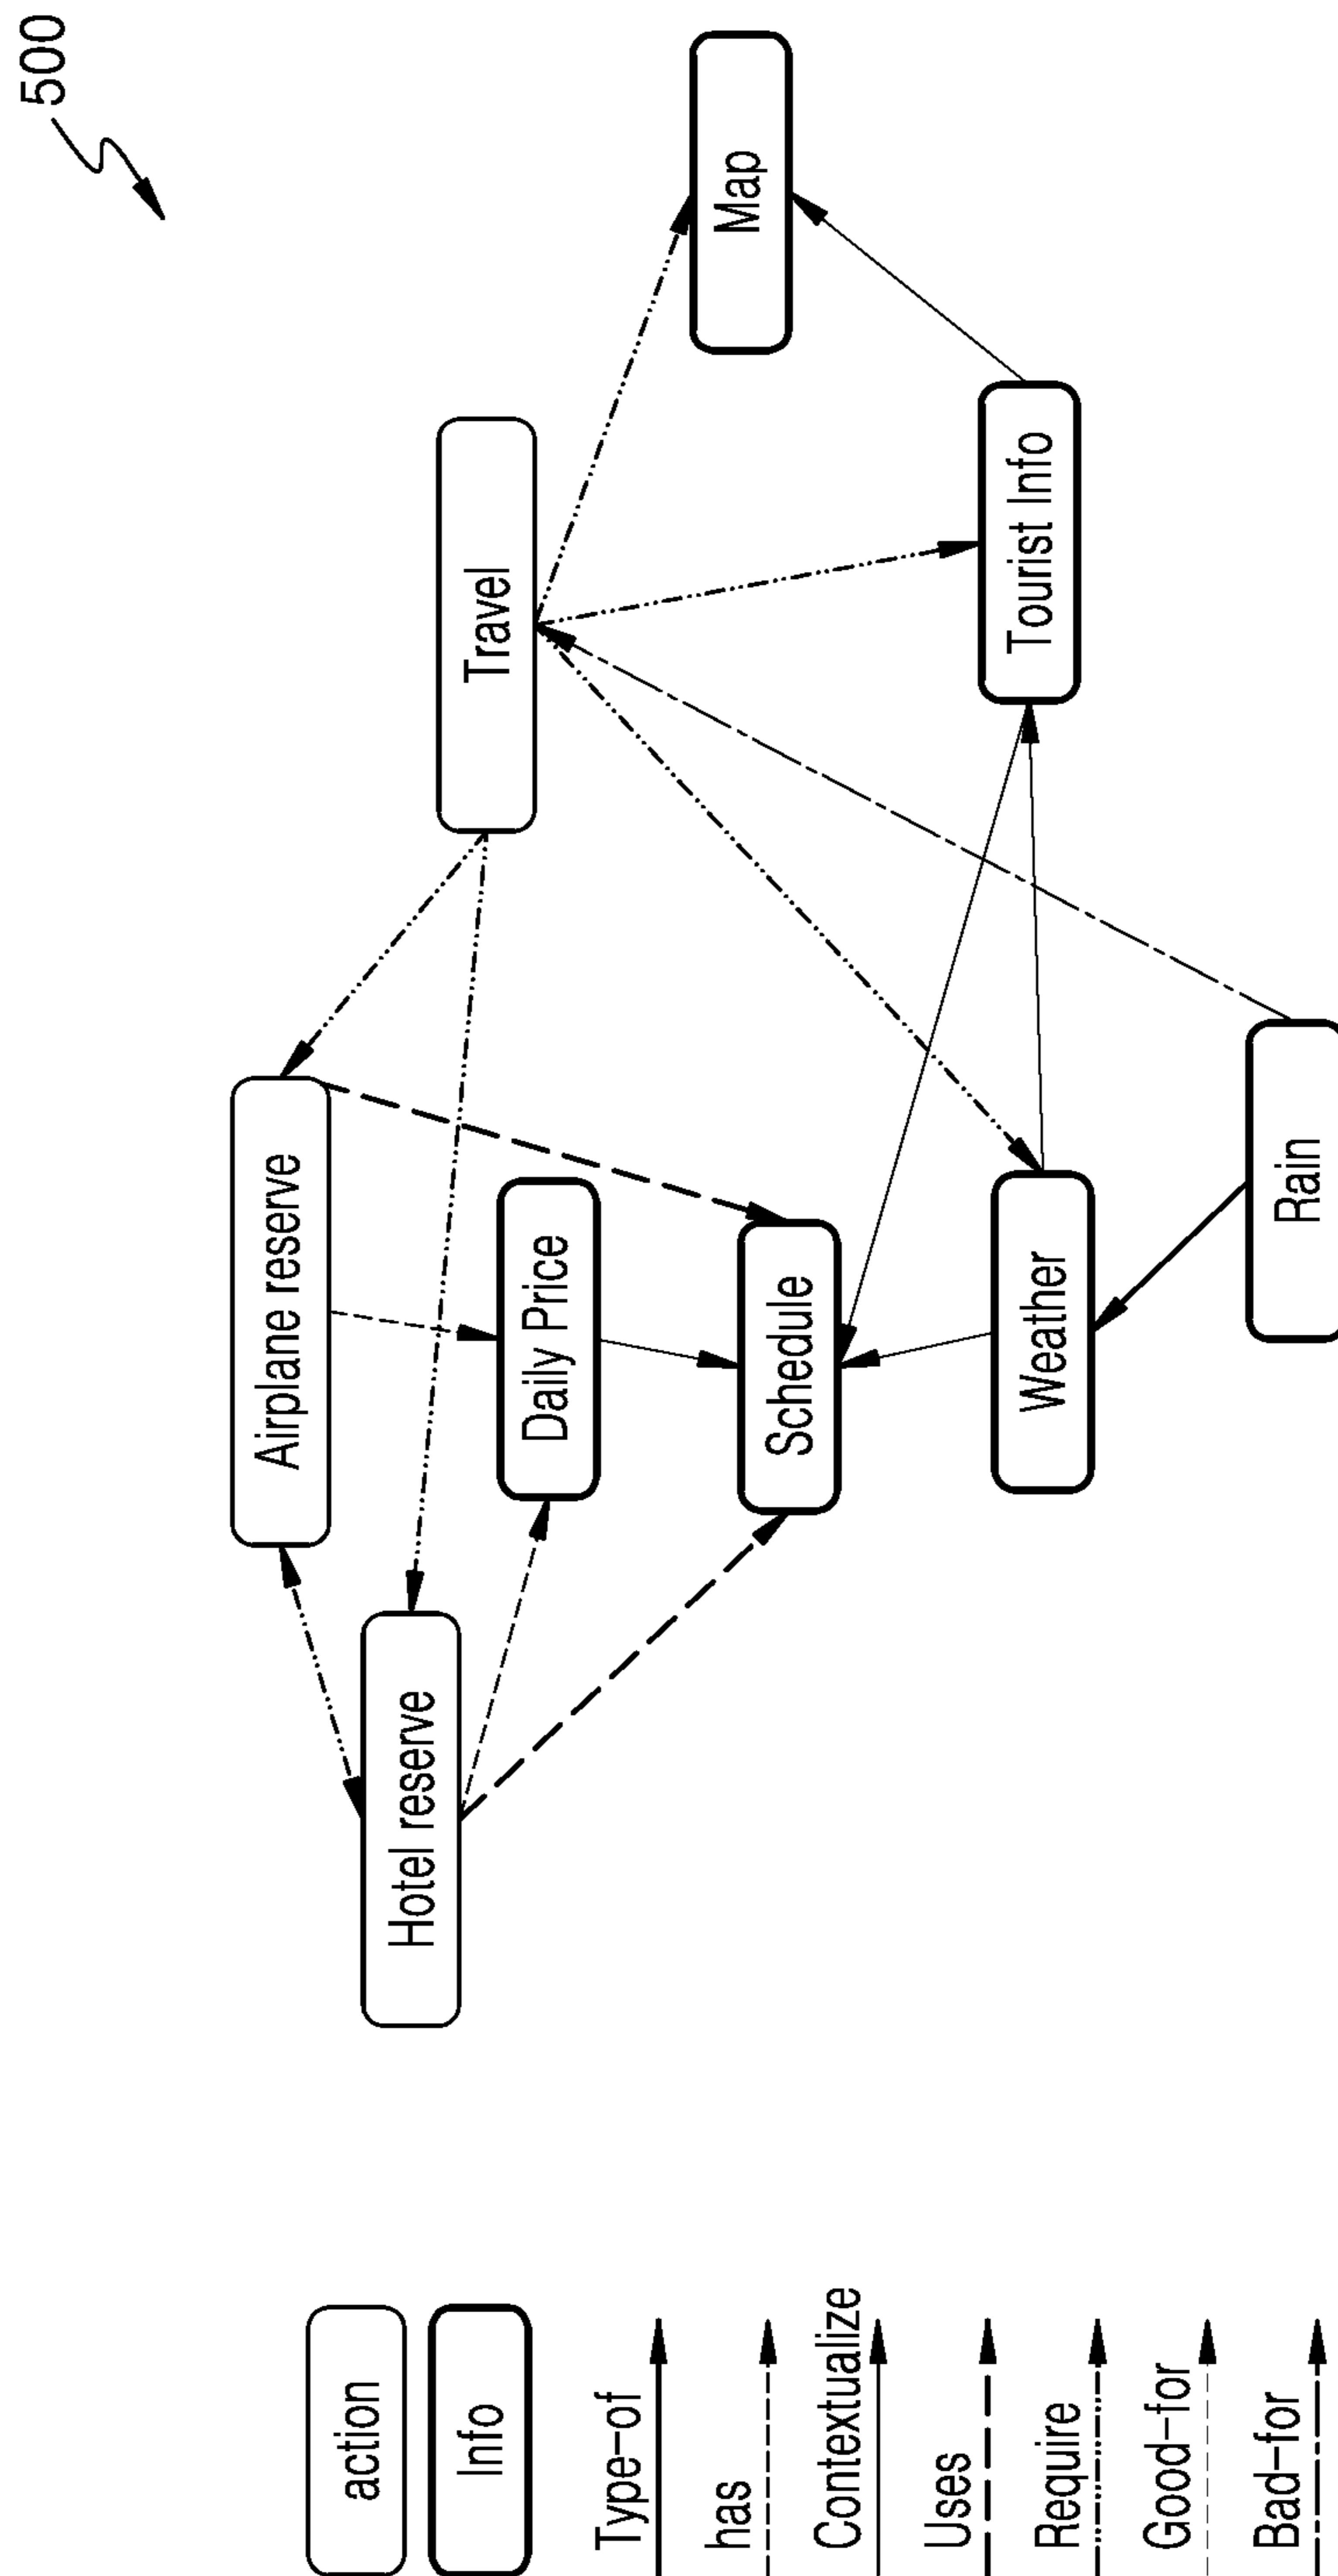 500
action
Info
Type-of
has
Contextualize
Uses
Require
Good-for
Bad-for
Airplane reserve
Hotel reserve
Travel
Daily Price
Map
Schedule
Tourist Info
Weather
Rain